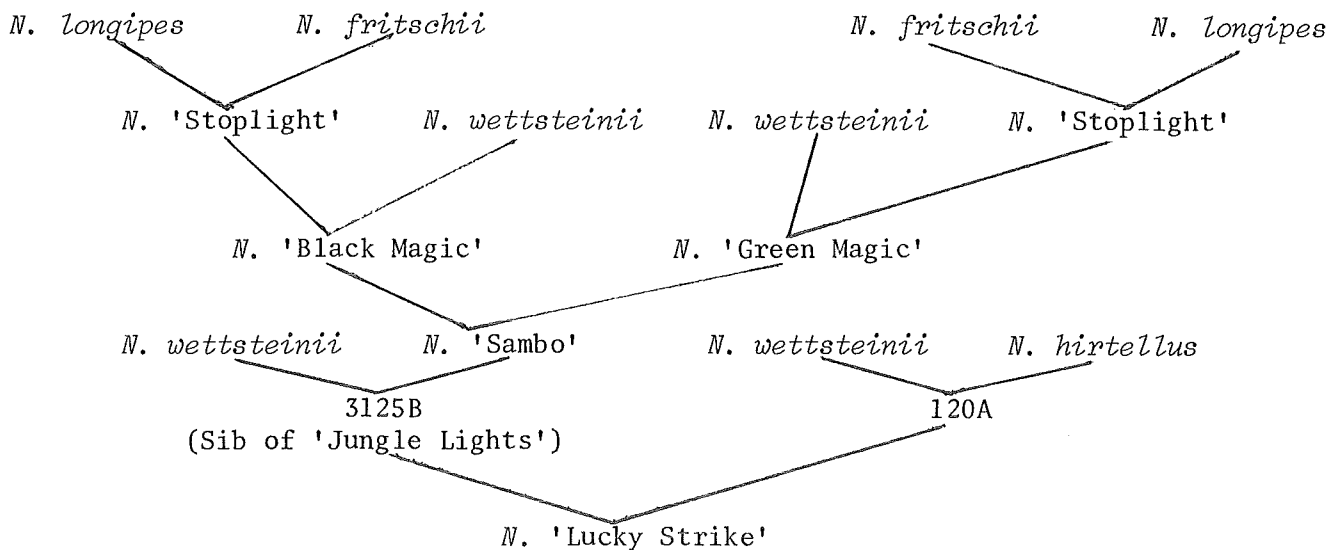 N. longipes N. fritschii N. fritschii N. longipes
N. 'Stoplight' N. wettsteinii N. wettsteinii N. 'Stoplight'
N. 'Black Magic' N. 'Green Magic'
N. wettsteinii N. 'Sambo' N. wettsteinii N. hirtellus
3125B 120A
(Sib of 'Jungle Lights')
N. 'Lucky Strike'